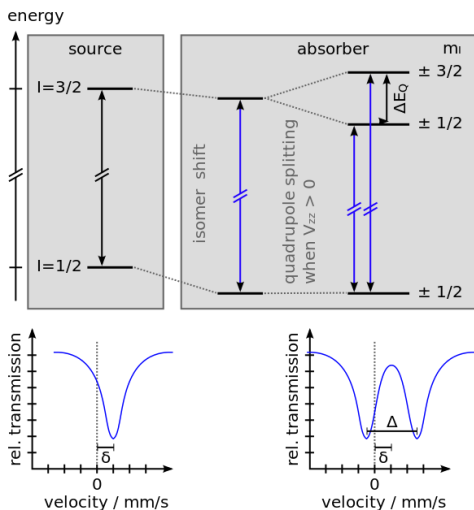 energy
source
absorber
mI
I=3/2
± 3/2
ΔEQ
± 1/2
isomer shift
quadrupole splitting
when Vzz > 0
I=1/2
± 1/2
rel. transmission
δ
0
velocity / mm/s
rel. transmission
Δ
δ
0
velocity / mm/s